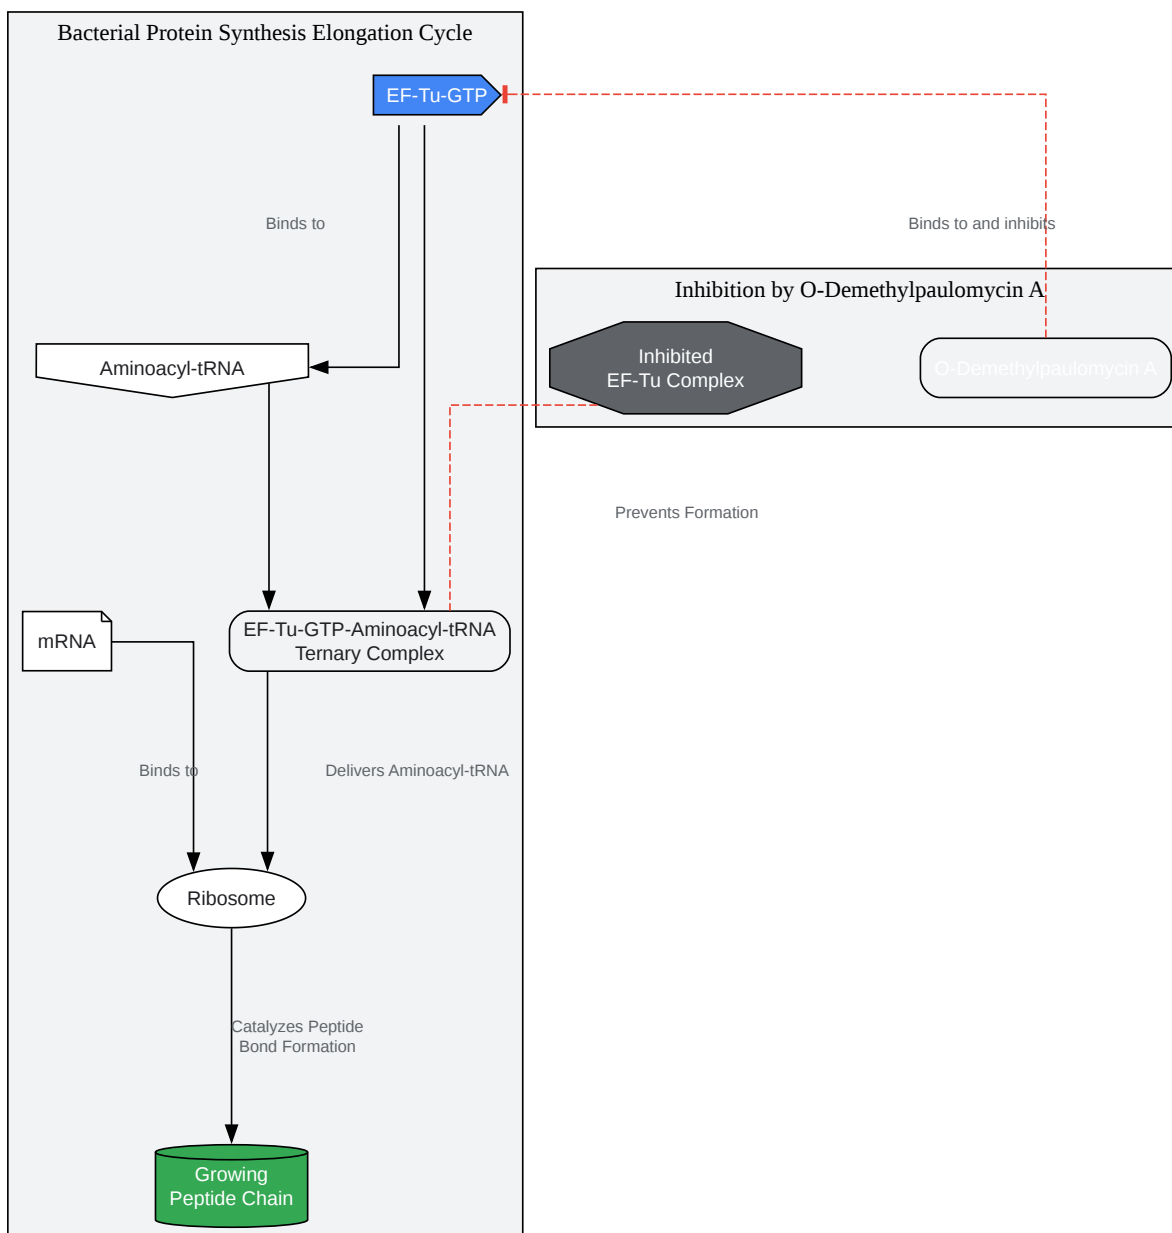 Bacterial Protein Synthesis Elongation Cycle
EF-Tu-GTP
Binds to
Binds to and inhibits
Inhibition by O-Demethylpaulomycin A
Inhibited
EF-Tu Complex
O-Demethylpaulomycin A
Aminoacyl-tRNA
Prevents Formation
mRNA
EF-Tu-GTP-Aminoacyl-tRNA
Ternary Complex
Binds to
Delivers Aminoacyl-tRNA
Ribosome
Catalyzes Peptide
Bond Formation
Growing
Peptide Chain